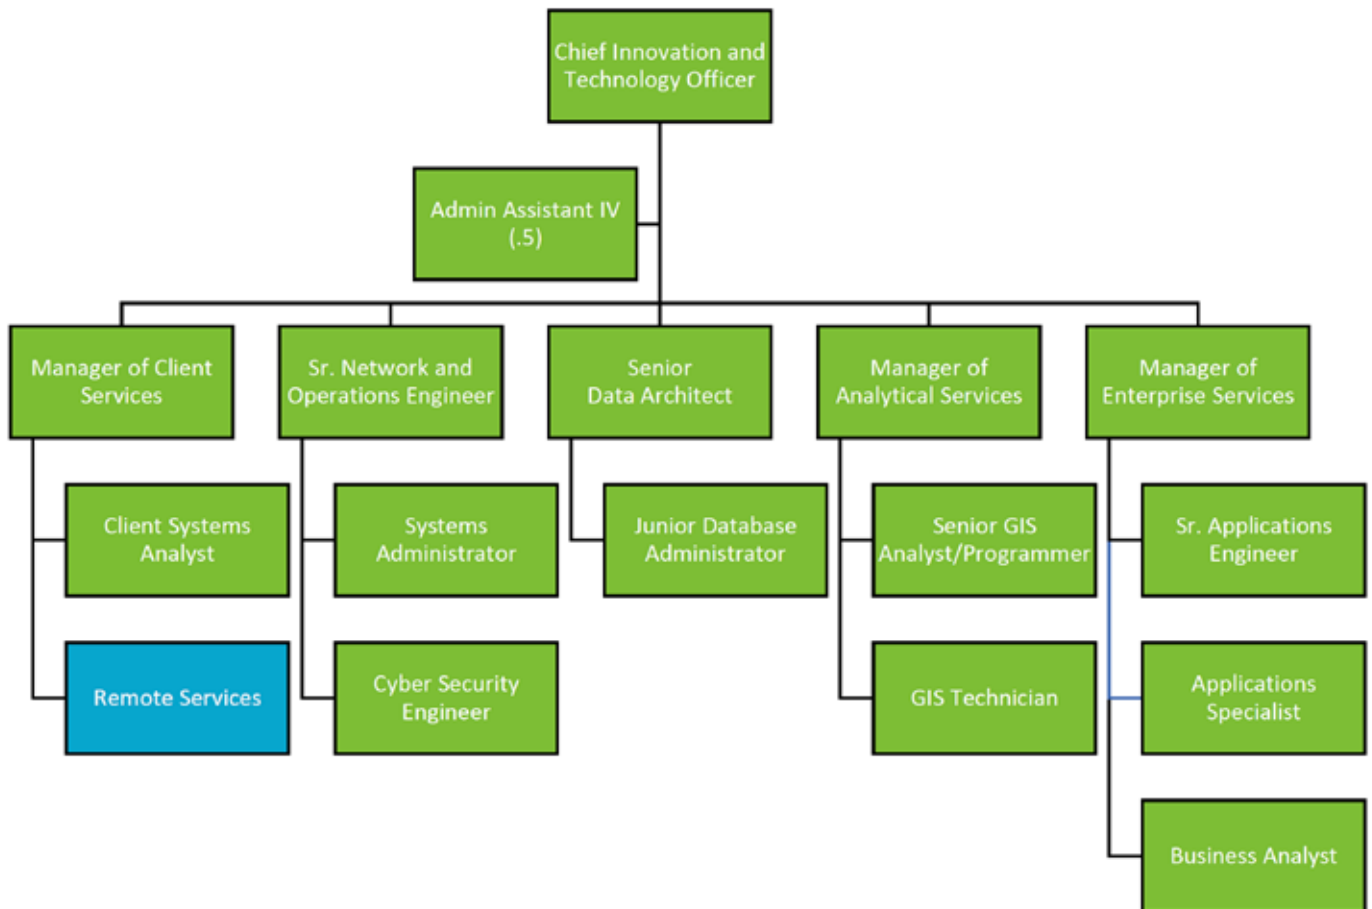 Chief Innovation and
Technology Officer
Admin Assistant IV
(.5)
Manager of Client
Services
Sr. Network and
Operations Engineer
Senior
Data Architect
Manager of
Analytical Services
Manager of
Enterprise Services
Client Systems
Analyst
Systems
Administrator
Junior Database
Administrator
Senior GIS
Analyst/Programmer
Sr. Applications
Engineer
Remote Services
Cyber Security
Engineer
GIS Technician
Applications
Specialist
Business Analyst